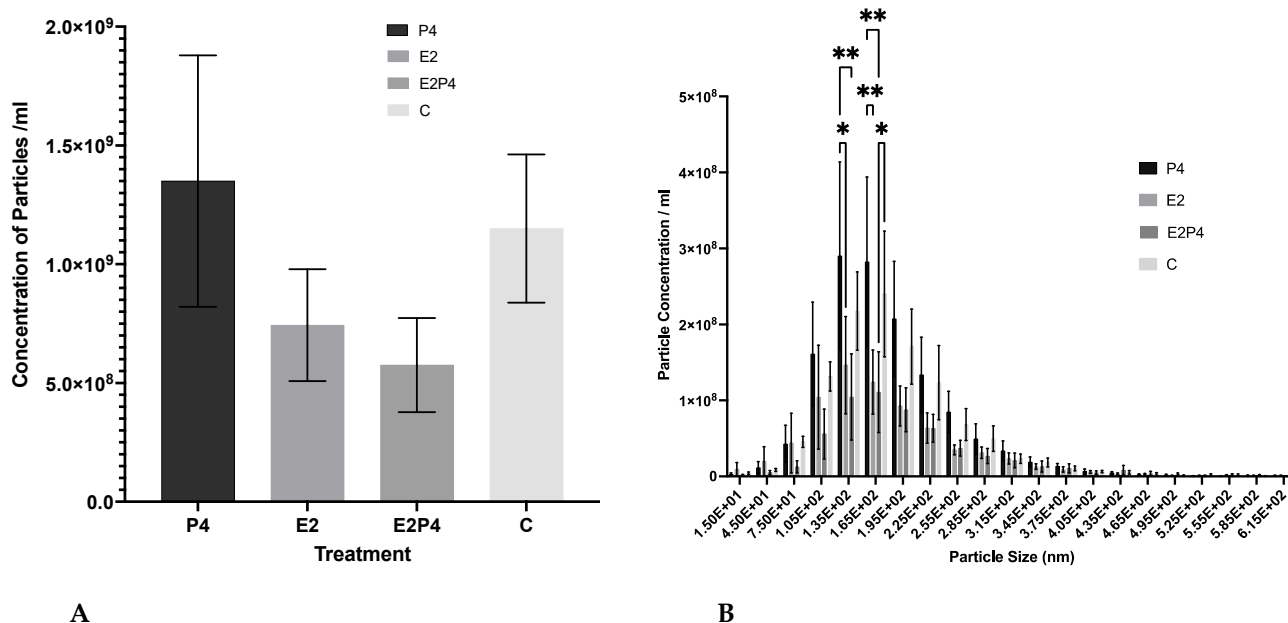 2.0×10⁹
1.5×10⁹
1.0×10⁹
5.0×10⁸
0.0
Concentration of Particles /ml
P4
E2
E2P4
C
P4
E2
E2P4
C
Treatment
A
**
**
**
*
*
5×10⁸
4×10⁸
3×10⁸
2×10⁸
1×10⁸
0
Particle Concentration / ml
P4
E2
E2P4
C
1.50E+01
4.50E+01
7.50E+01
1.05E+02
1.35E+02
1.65E+02
1.95E+02
2.25E+02
2.55E+02
2.85E+02
3.15E+02
3.45E+02
3.75E+02
4.05E+02
4.35E+02
4.65E+02
4.95E+02
5.25E+02
5.55E+02
5.85E+02
6.15E+02
Particle Size (nm)
B